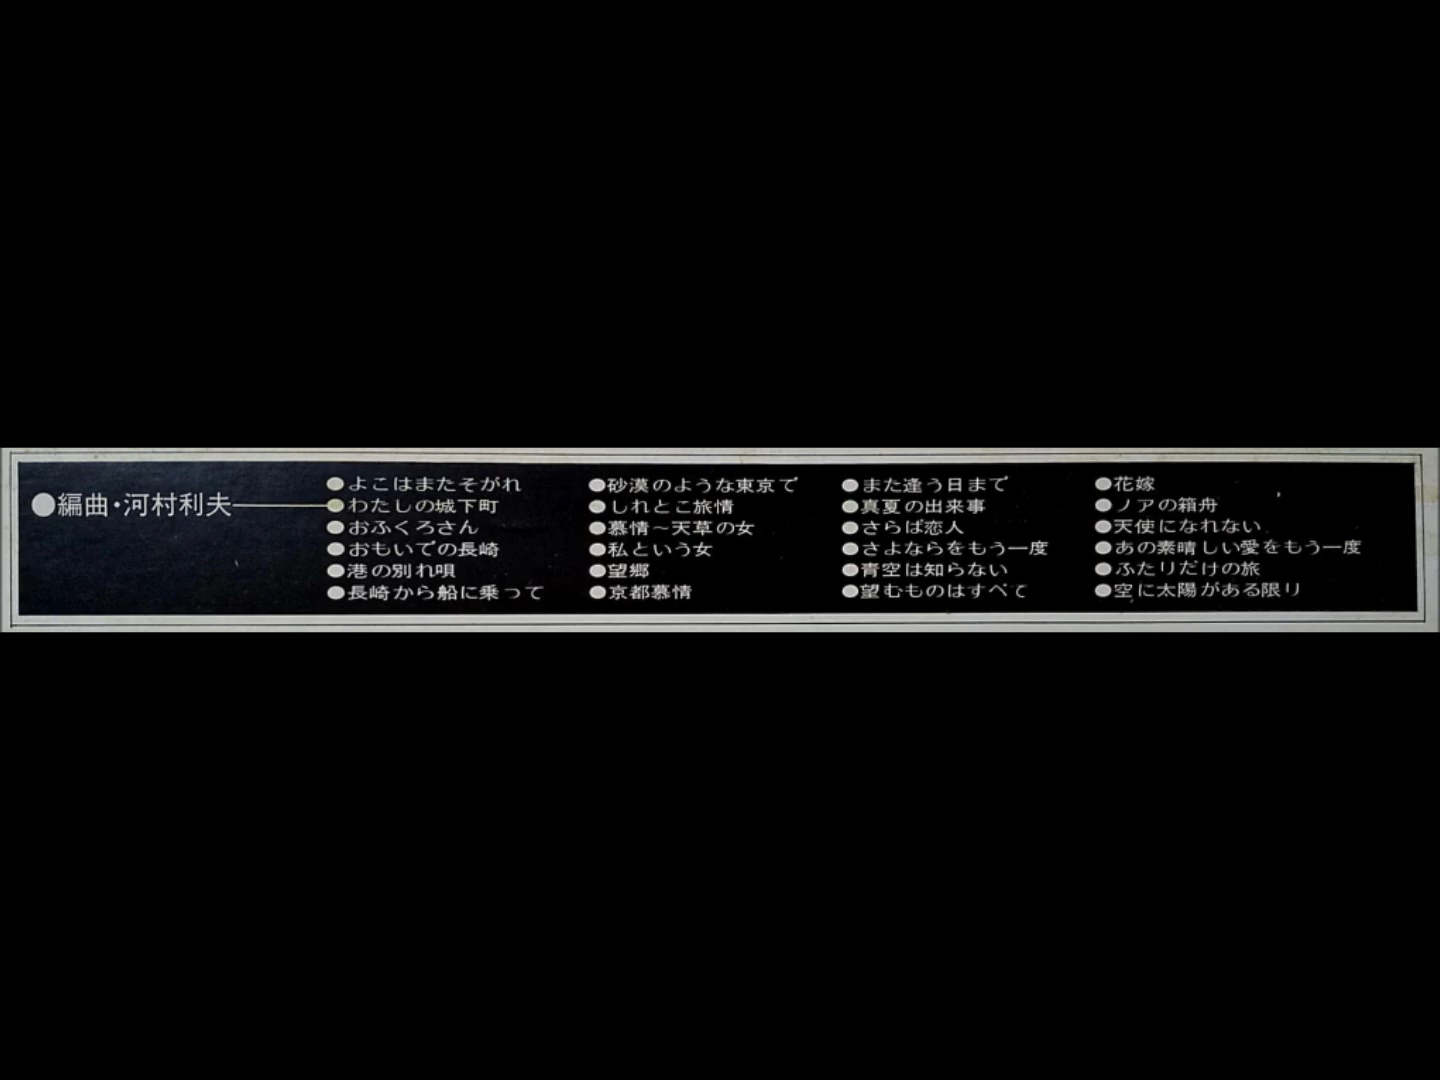 ●編曲・河村利夫
●よこはまたそがれ
●わたしの城下町
●おふくろさん
●おもいでの長崎
●港の別れ唄
●長崎から船に乗って
●砂漠のような東京で
●しれとこ旅情
●慕情〜天草の女
●私という女
●望郷
●京都慕情
●また逢う日まで
●真夏の出来事
●さらば恋人
●さよならをもう一度
●青空は知らない
●望むものはすべて
●花嫁
●ノアの箱舟
●天使になれない
●あの素晴しい愛をもう一度
●ふたりだけの旅
●空に太陽がある限り